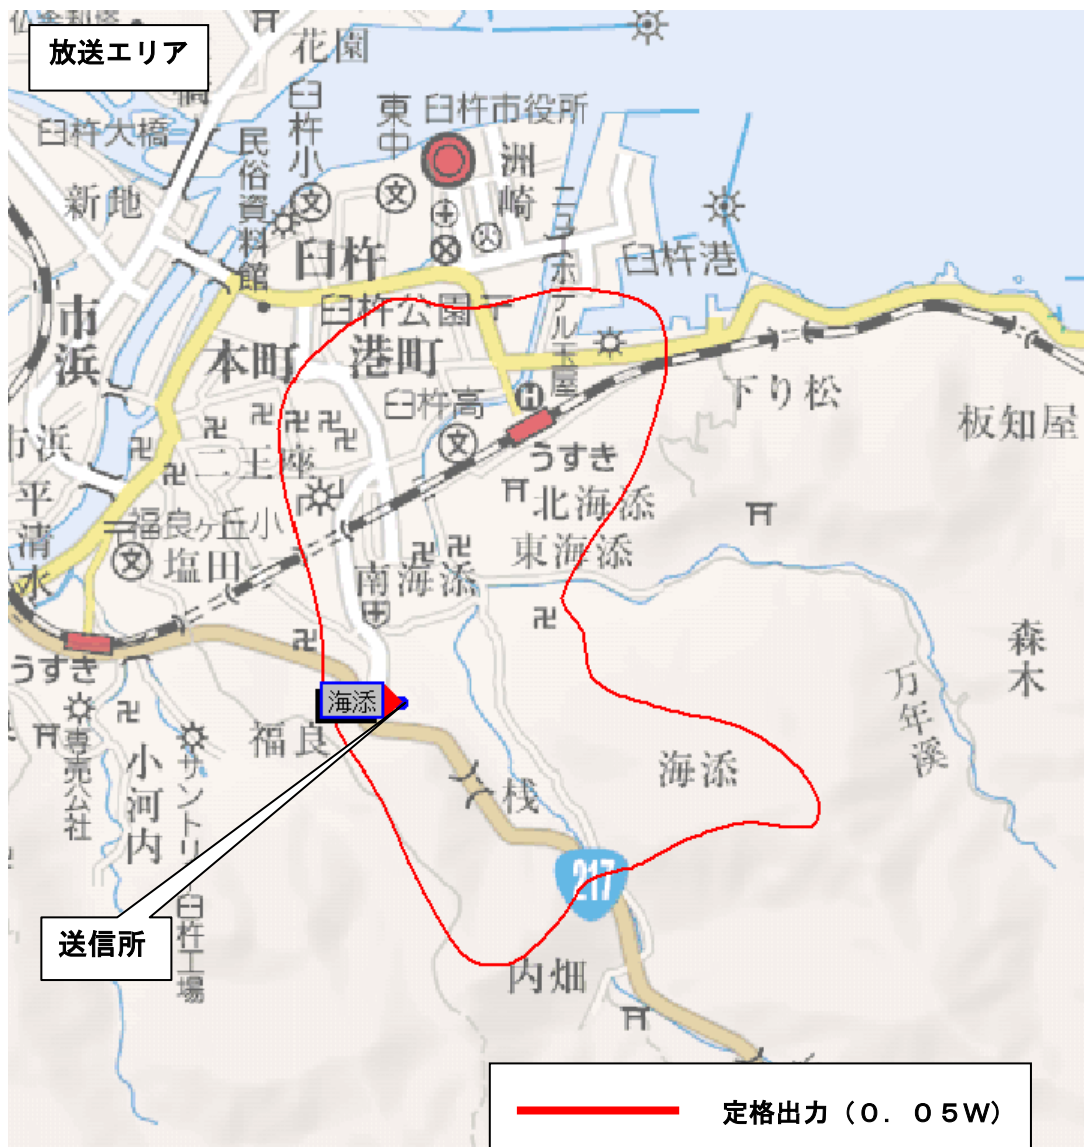 放送エリア
花園
臼杵大橋
新地
民俗資料館
臼杵小
東中
臼杵市役所
洲崎
臼杵
臼杵港
ニューホテル玉屋
臼杵公園下
市浜
本町
港町
下り松
板知屋
臼杵高
市浜
二王座
うすき
平清水
福良ヶ丘小
塩田
北海添
東海添
南海添
森木
万年渓
うすき
海添
福良
海添
専売公社
小河内
サントリー臼杵工場
桟
217
送信所
内畑
定格出力（0．05W）